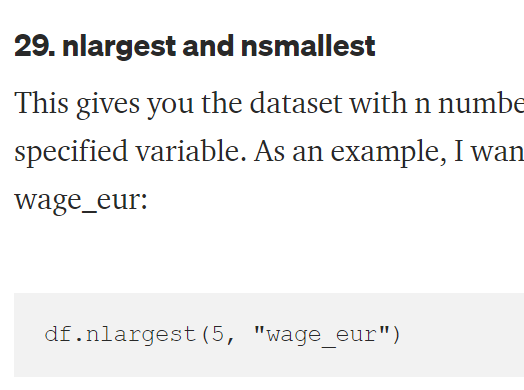 29. nlargest and nsmallest
This gives you the dataset with n numbe
specified variable. As an example, I wan
wage_eur:
df.nlargest(5, "wage_eur")